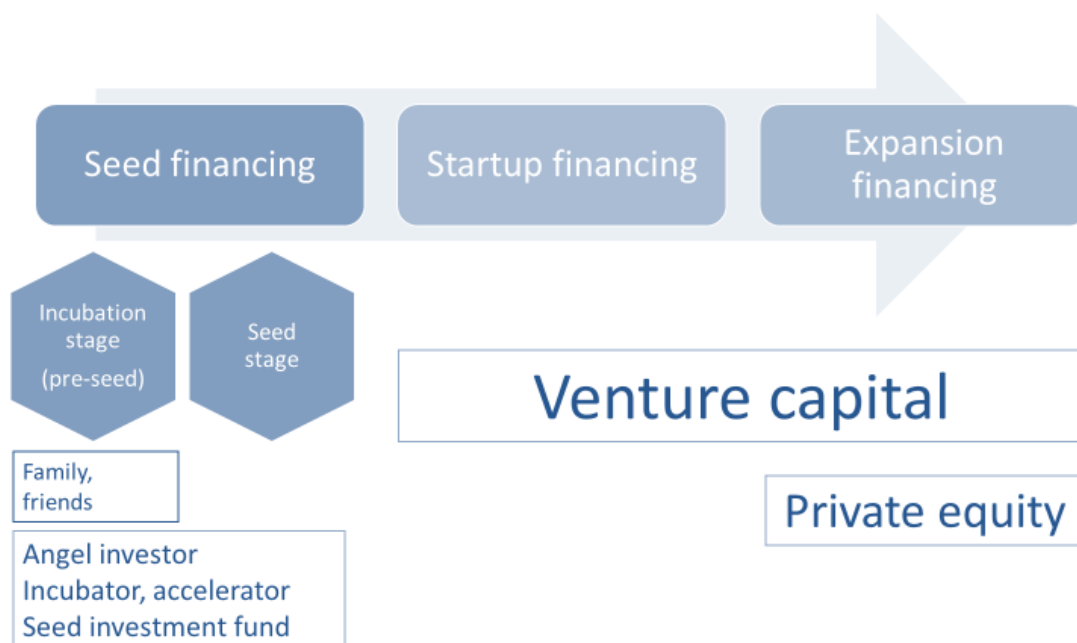 Seed financing
Startup financing
Expansion
financing
Incubation
stage
(pre-seed)
Seed
stage
Venture capital
Private equity
Family,
friends
Angel investor
Incubator, accelerator
Seed investment fund